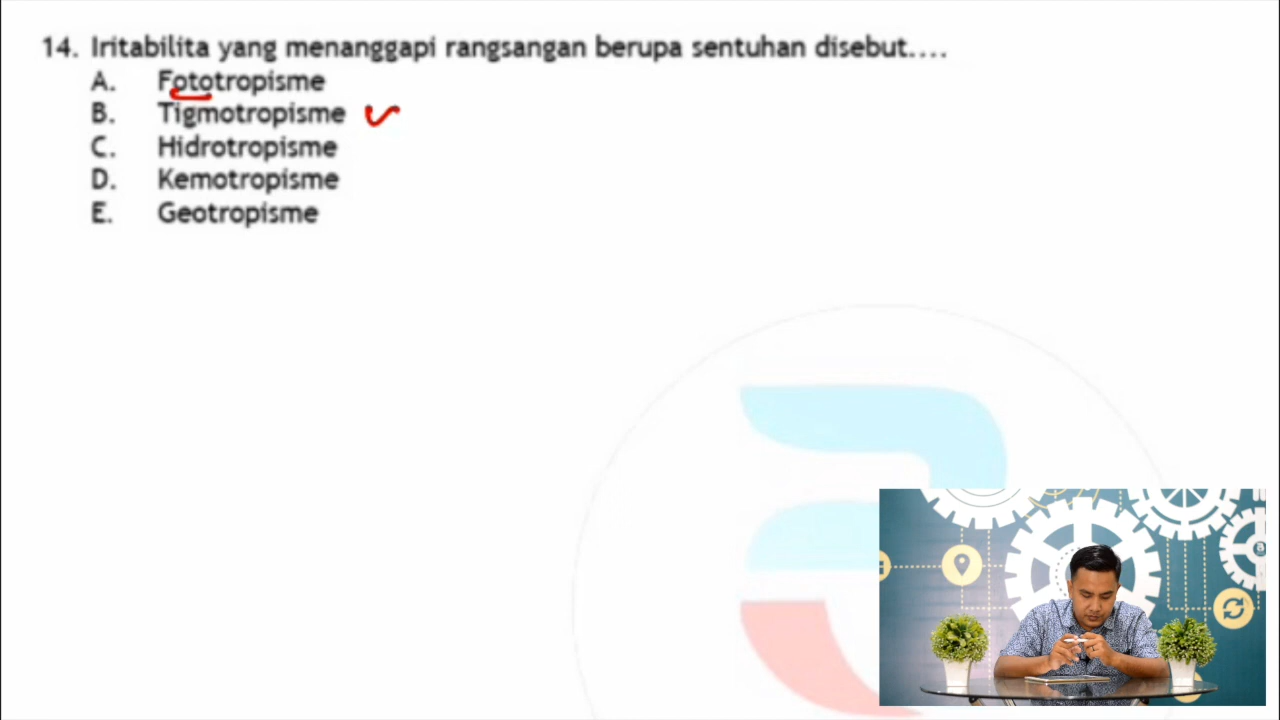 14. Iritabilita yang menanggapi rangsangan berupa sentuhan disebut....
A. Fototropisme
B. Tigmotropisme
C. Hidrotropisme
D. Kemotropisme
E. Geotropisme